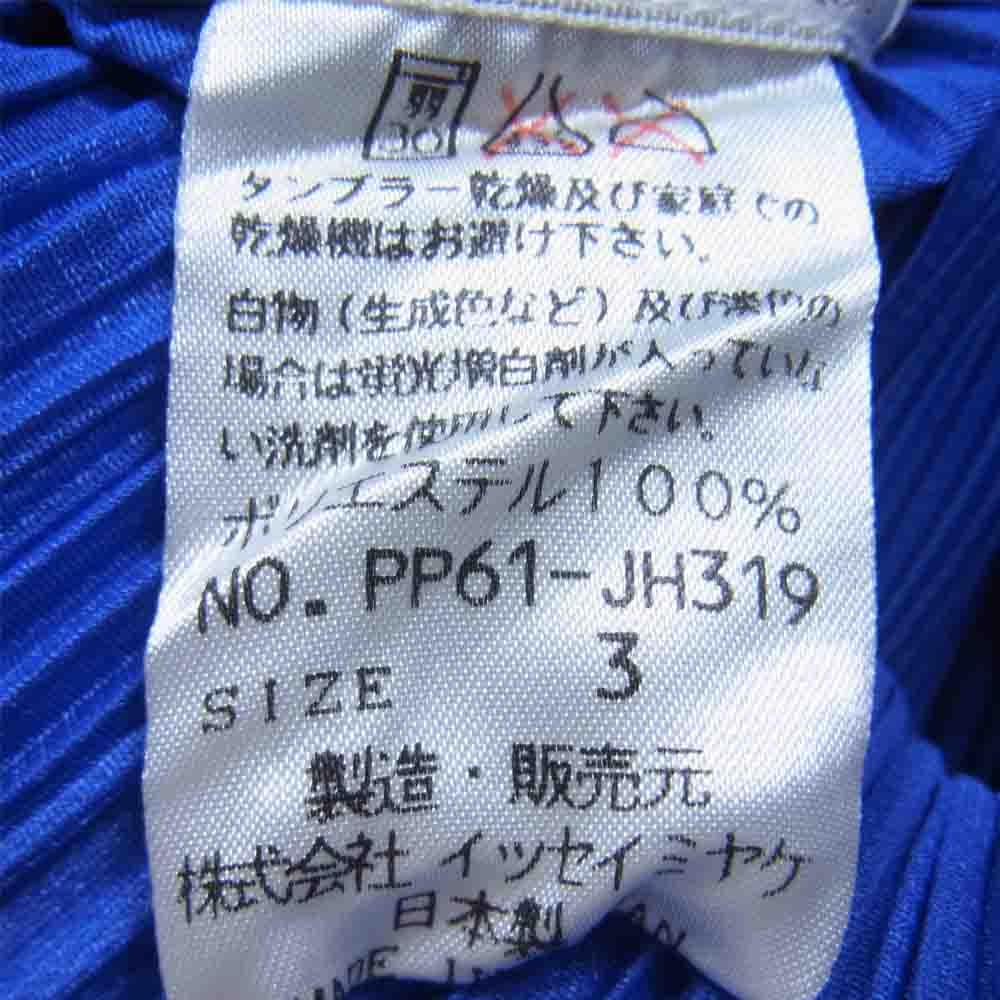 弱
30
タンブラー乾燥及び家庭での
乾燥機はお避け下さい。
白物(生成色など)及び淡色の
場合は蛍光増白剤が入っていな
い洗剤を使用して下さい。
ポリエステル100%
NO. PP61-JH319
SIZE 3
製造・販売元
株式会社イッセイミヤケ
日本製